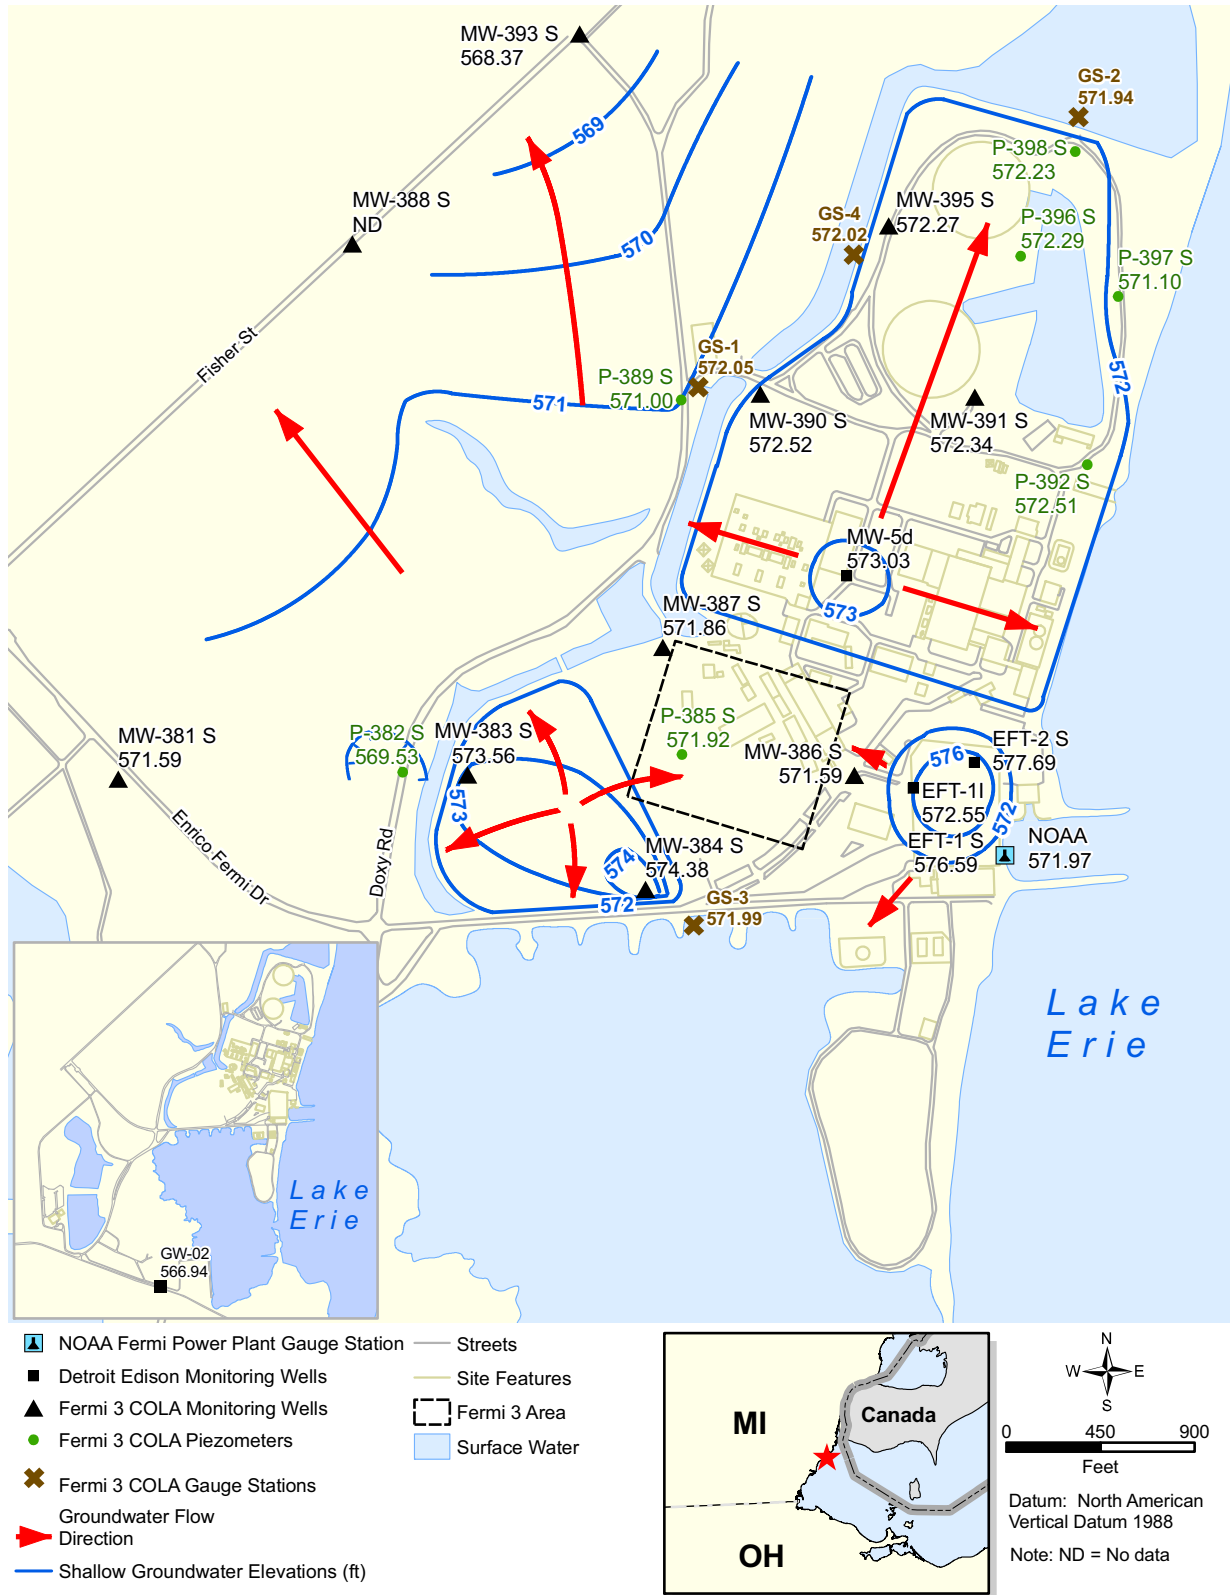 MW-393 S
568.37
GS-2
571.94
569
P-398 S
572.23
MW-388 S
ND
MW-395 S
572.27
GS-4
572.02
P-396 S
572.29
570
P-397 S
571.10
Fisher St
GS-1
572.05
P-389 S
571.00
571
572
MW-390 S
572.52
MW-391 S
572.34
P-392 S
572.51
MW-5d
573.03
573
MW-387 S
571.86
P-385 S
571.92
MW-381 S
571.59
P-382 S
569.53
MW-383 S
573.56
MW-386 S
571.59
EFT-2 S
577.69
576
EFT-1I
572.55
572
EFT-1 S
576.59
NOAA
571.97
573
Enrico Fermi Dr
Doxy Rd
574
MW-384 S
574.38
572
GS-3
571.99
Lake
Erie
Lake
Erie
GW-02
566.94
NOAA Fermi Power Plant Gauge Station
Detroit Edison Monitoring Wells
Fermi 3 COLA Monitoring Wells
Fermi 3 COLA Piezometers
Fermi 3 COLA Gauge Stations
Groundwater Flow
Direction
Shallow Groundwater Elevations (ft)
Streets
Site Features
Fermi 3 Area
Surface Water
MI
Canada
OH
N
W E
S
0 450 900
Feet
Datum: North American
Vertical Datum 1988
Note: ND = No data